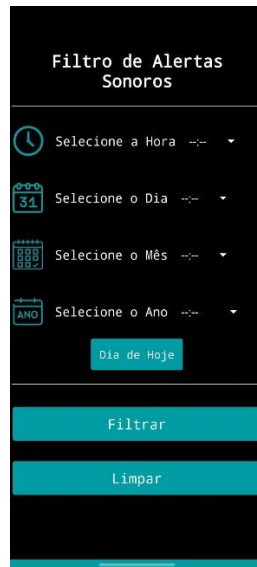 Filtro de Alertas
Sonoros
Selecione a Hora --:--
31 Selecione o Dia --:--
Selecione o Mês --:--
ANO Selecione o Ano --:--
Dia de Hoje
Filtrar
Limpar